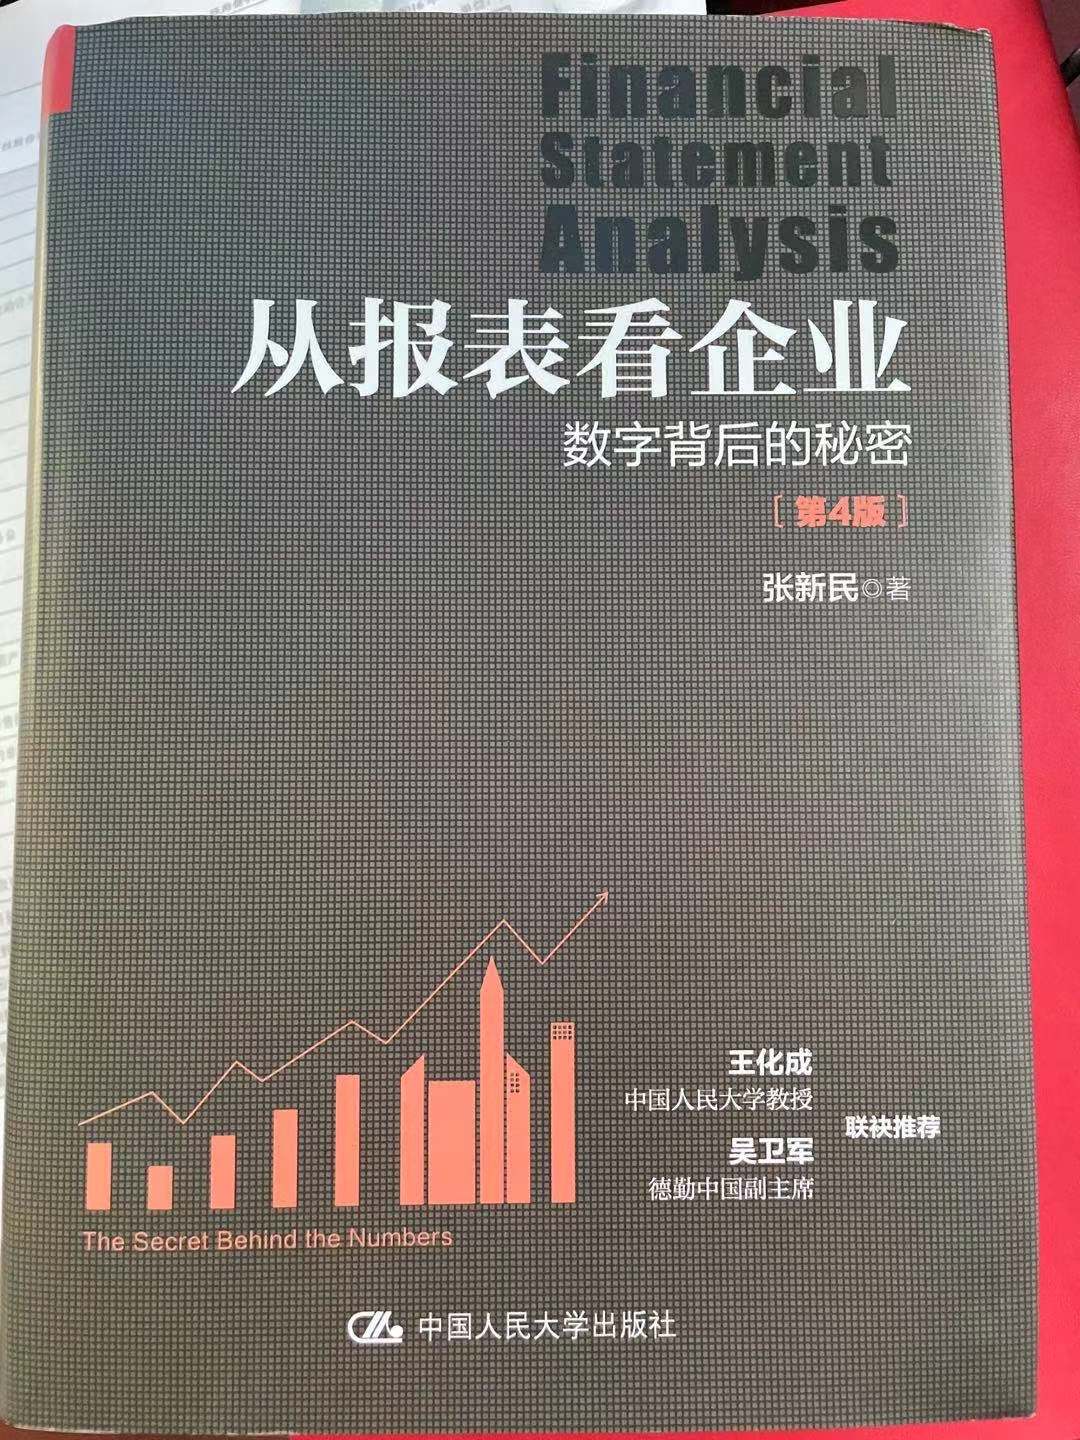 Financial
Statement
Analysis
从报表看企业
数字背后的秘密
［第4版］
张新民◎著
王化成
中国人民大学教授
吴卫军
德勤中国副主席
联袂推荐
The Secret Behind the Numbers
中国人民大学出版社